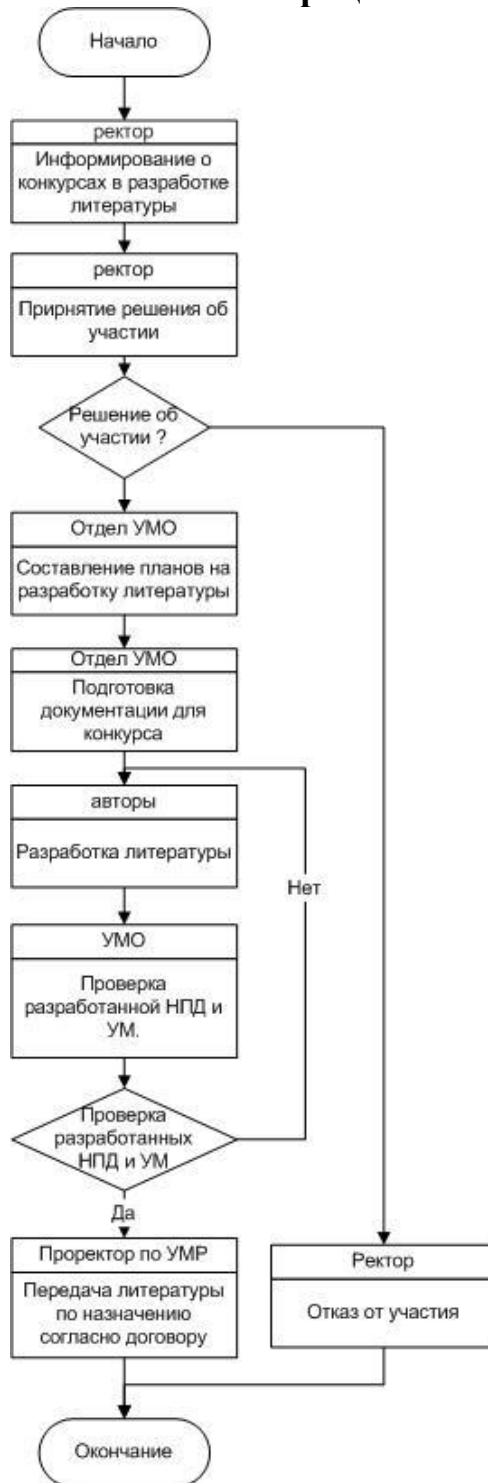 Начало
ректор
Информирование о
конкурсах в разработке
литературы
ректор
Прирнятие решения об
участии
Решение об
участии ?
Отдел УМО
Составление планов на
разработку литературы
Отдел УМО
Подготовка
документации для
конкурса
авторы
Разработка литературы
Нет
УМО
Проверка
разработанной НПД и
УМ.
Проверка
разработанных
НПД и УМ
Да
Проректор по УМР
Передача литературы
по назначению
согласно договору
Ректор
Отказ от участия
Окончание